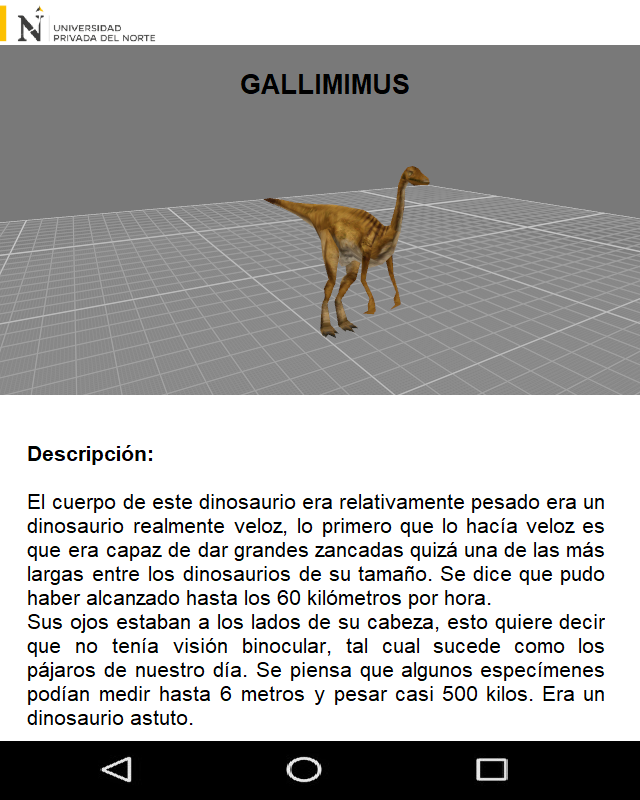 UNIVERSIDAD
PRIVADA DEL NORTE
GALLIMIMUS
Descripción:
El cuerpo de este dinosaurio era relativamente pesado era un
dinosaurio realmente veloz, lo primero que lo hacía veloz es
que era capaz de dar grandes zancadas quizá una de las más
largas entre los dinosaurios de su tamaño. Se dice que pudo
haber alcanzado hasta los 60 kilómetros por hora.
Sus ojos estaban a los lados de su cabeza, esto quiere decir
que no tenía visión binocular, tal cual sucede como los
pájaros de nuestro día. Se piensa que algunos especímenes
podían medir hasta 6 metros y pesar casi 500 kilos. Era un
dinosaurio astuto.